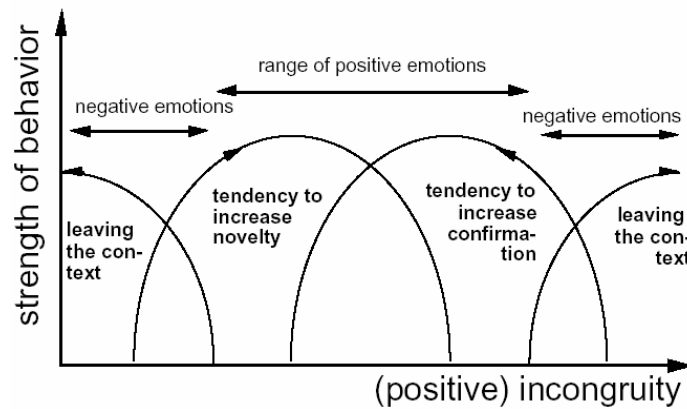 range of positive emotions
negative emotions
negative emotions
strength of behavior
tendency to
increase
novelty
tendency to
increase
confirma-
tion
leaving
the con-
text
leaving
the con-
text
(positive) incongruity